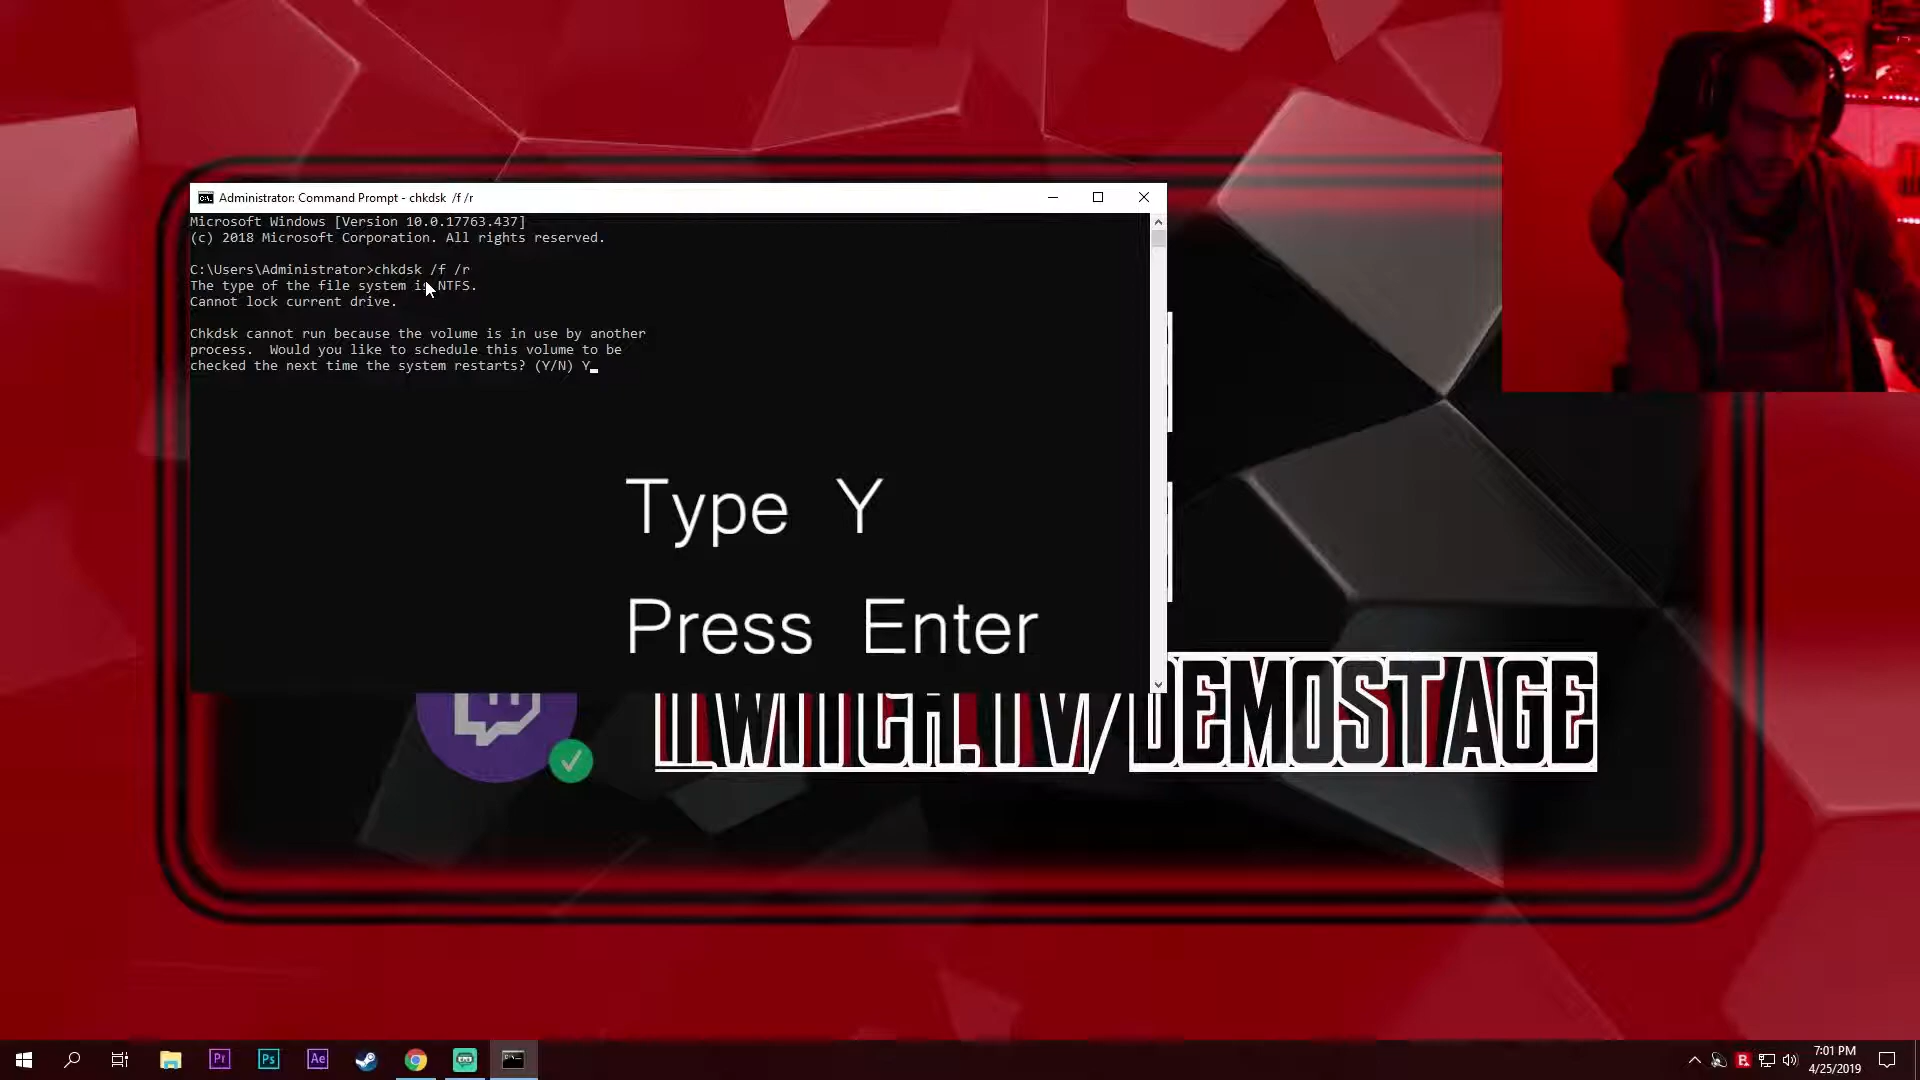 Administrator: Command Prompt - chkdsk /f /r
Microsoft Windows [Version 10.0.17763.437]
(c) 2018 Microsoft Corporation. All rights reserved.
C:\Users\Administrator>chkdsk /f /r
The type of the file system is NTFS.
Cannot lock current drive.
Chkdsk cannot run because the volume is in use by another
process.  Would you like to schedule this volume to be
checked the next time the system restarts? (Y/N) Y
Type Y
Press Enter
TWITCH.TV/DEMOSTAGE
Pr
Ps
Ae
7:01 PM
4/25/2019